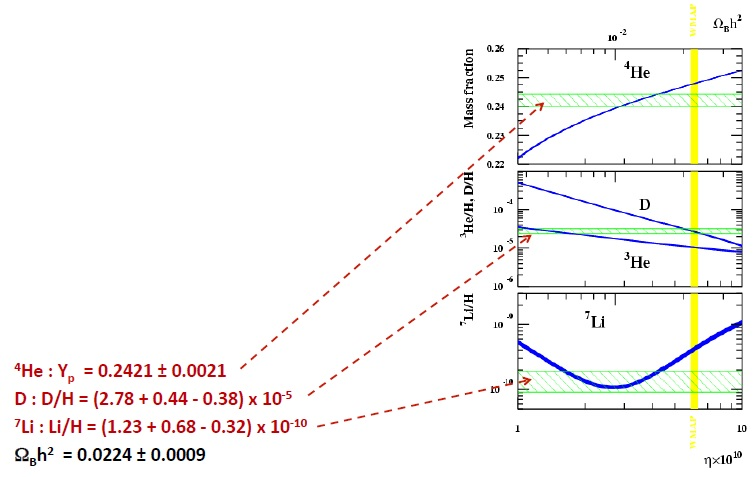 WMAP
Ω_B h²
10⁻²
0.26
⁴He
0.25
Mass fraction
0.24
0.23
0.22
³He/H, D/H
10⁻⁴
D
10⁻⁵
³He
10⁻⁶
⁷Li/H
⁷Li
10⁻⁹
10⁻¹⁰
⁴He : Y_p = 0.2421 ± 0.0021
D : D/H = (2.78 + 0.44 - 0.38) x 10⁻⁵
⁷Li : Li/H = (1.23 + 0.68 - 0.32) x 10⁻¹⁰
Ω_B h² = 0.0224 ± 0.0009
WMAP
1
10
η×10¹⁰